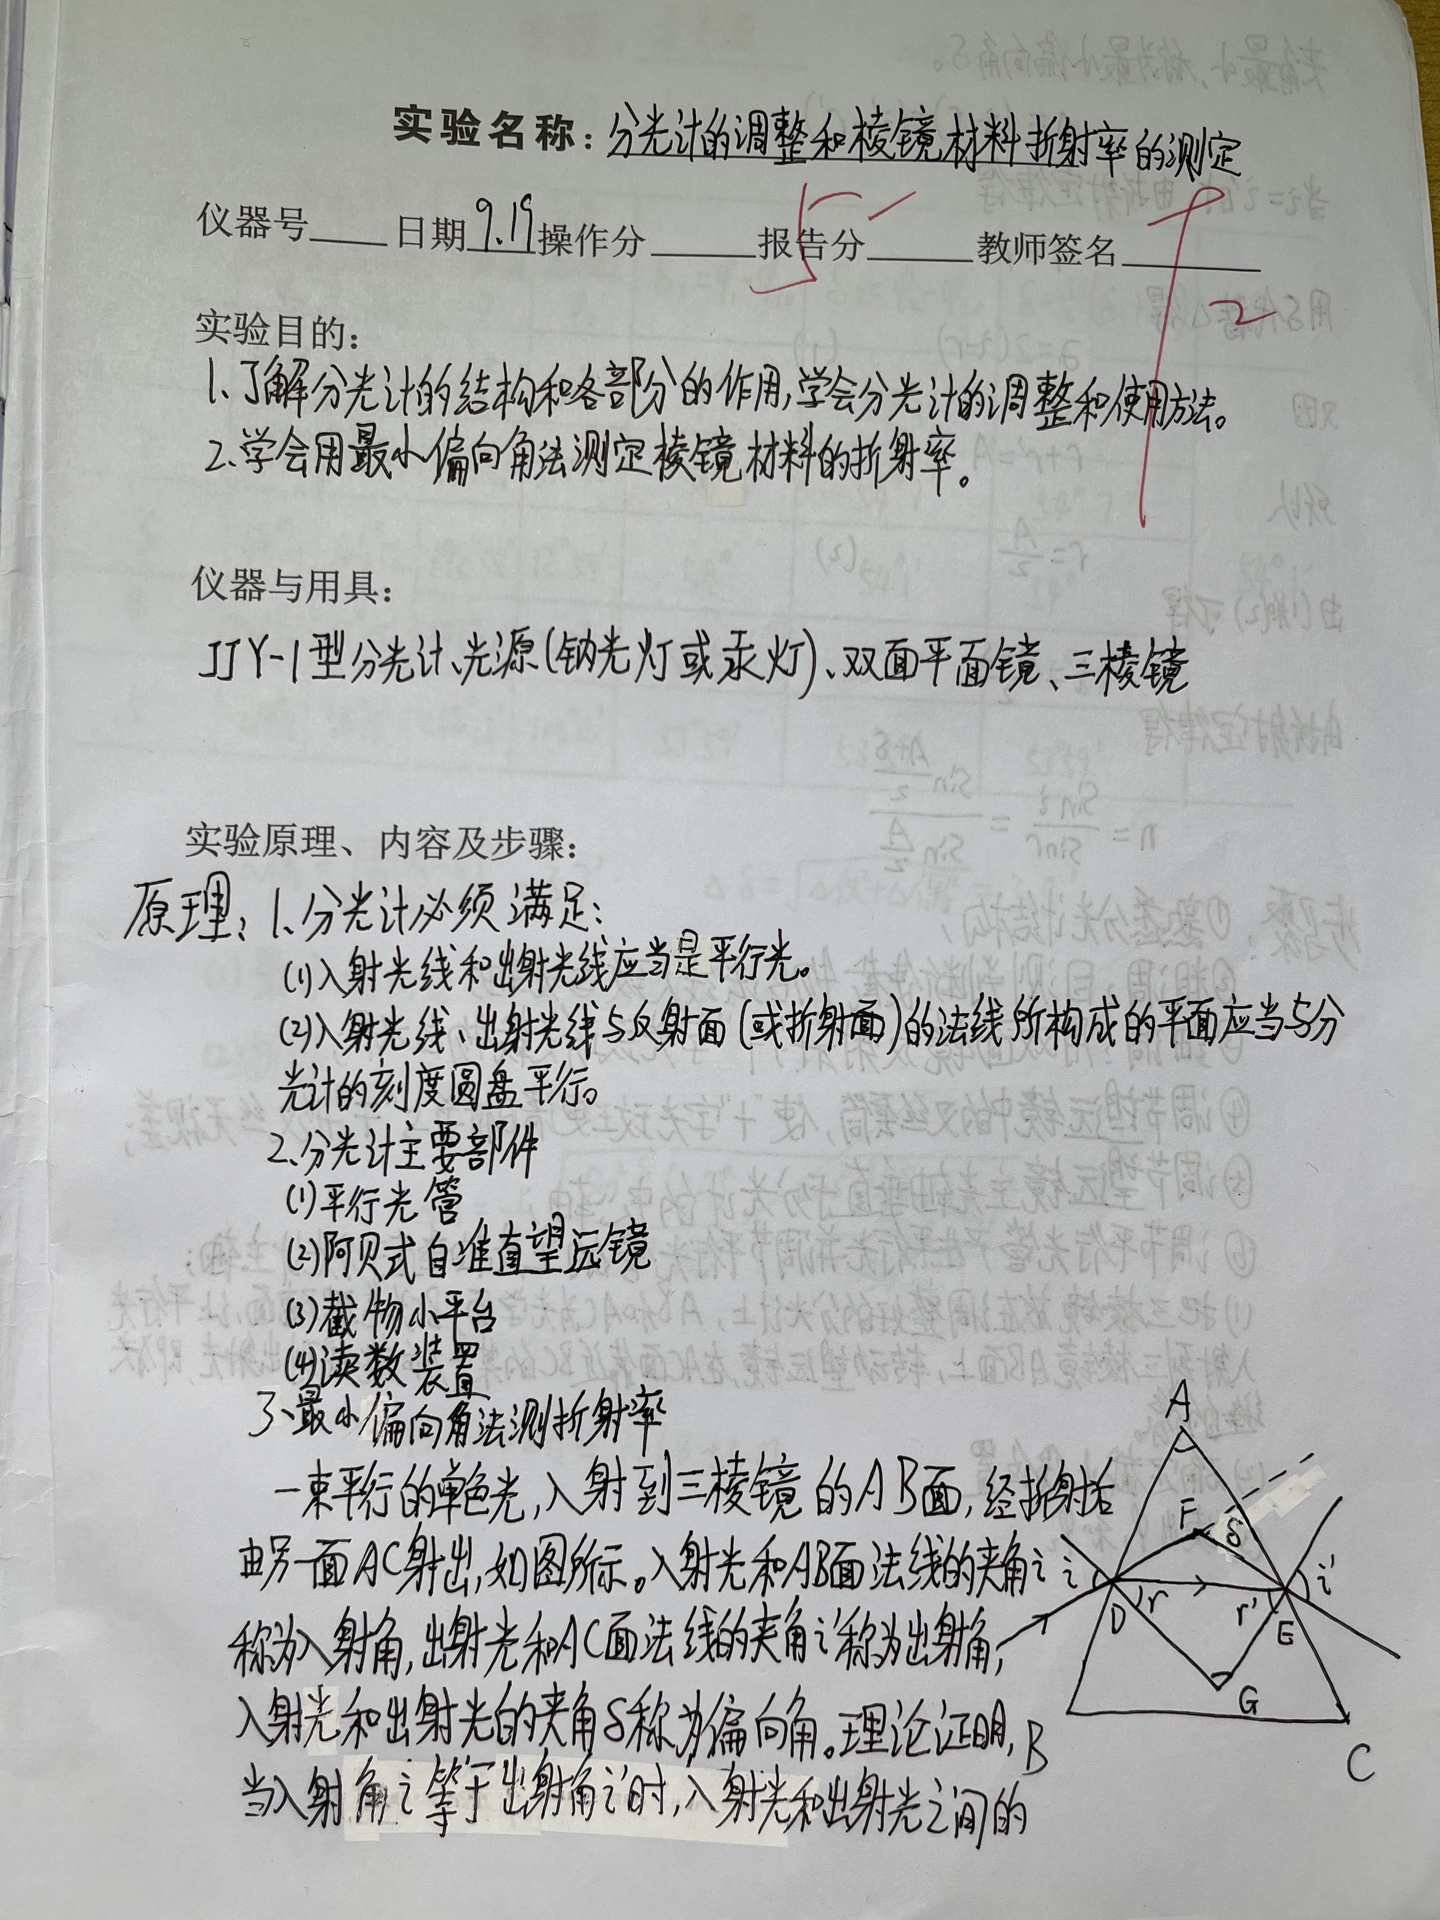 实验名称：分光计的调整和棱镜材料折射率的测定
仪器号____日期9.19操作分____报告分____教师签名____
5
2
实验目的：
1、了解分光计的结构和各部分的作用，学会分光计的调整和使用方法。
2、学会用最小偏向角法测定棱镜材料的折射率。
仪器与用具：
JJY-1型分光计、光源(钠光灯或汞灯)、双面平面镜、三棱镜
实验原理、内容及步骤：
原理：1、分光计必须满足：
(1)入射光线和出射光线应当是平行光。
(2)入射光线、出射光线与反射面(或折射面)的法线所构成的平面应当与分
光计的刻度圆盘平行。
2、分光计主要部件
(1)平行光管
(2)阿贝式自准直望远镜
(3)截物小平台
(4)读数装置
3、最小偏向角法测折射率
一束平行的单色光，入射到三棱镜的AB面，经折射后
由另一面AC射出，如图所示。入射光和AB面法线的夹角i
称为入射角，出射光和AC面法线的夹角i'称为出射角，
入射光和出射光的夹角δ称为偏向角。理论证明，
当入射角i等于出射角i'时，入射光和出射光之间的
A
F
δ
i
i'
D
r
r'
E
G
B
C